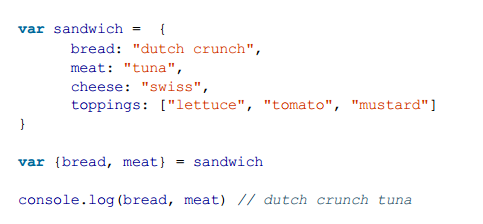 var sandwich =  {
      bread: "dutch crunch",
      meat: "tuna",
      cheese: "swiss",
      toppings: ["lettuce", "tomato", "mustard"]
}
var {bread, meat} = sandwich
console.log(bread, meat) // dutch crunch tuna